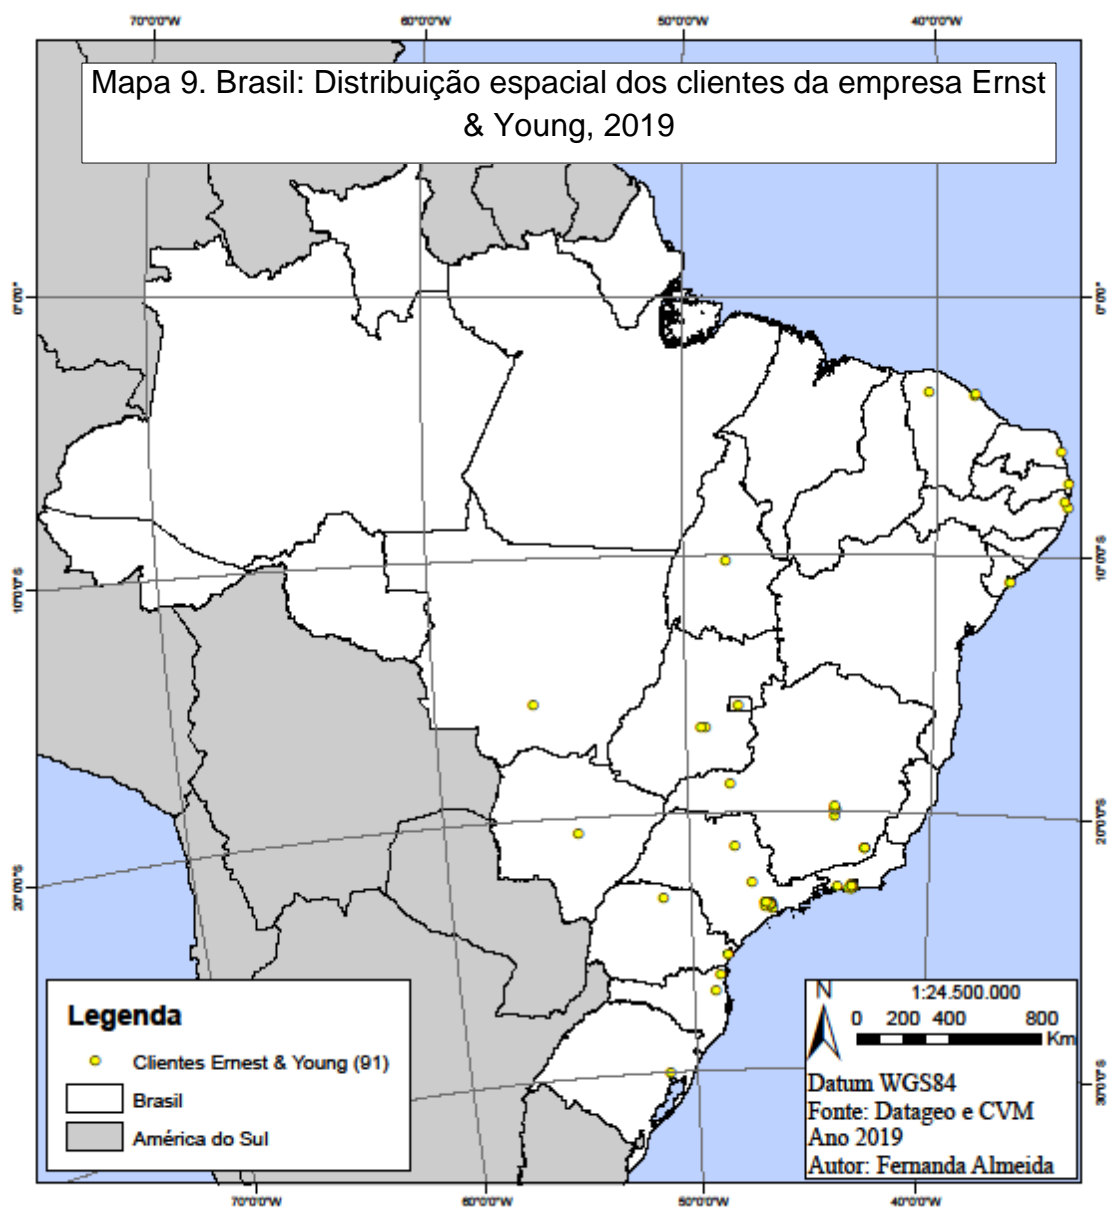 70°0'0"W 60°0'0"W 50°0'0"W 40°0'0"W
Mapa 9. Brasil: Distribuição espacial dos clientes da empresa Ernst
& Young, 2019
0°0'0" 0°0'0"
10°0'0"S 10°0'0"S
20°0'0"S 20°0'0"S
30°0'0"S
Legenda
Clientes Ernest & Young (91)
Brasil
América do Sul
N
1:24.500.000
0 200 400 800
Km
Datum WGS84
Fonte: Datageo e CVM
Ano 2019
Autor: Fernanda Almeida
70°0'0"W 60°0'0"W 50°0'0"W 40°0'0"W